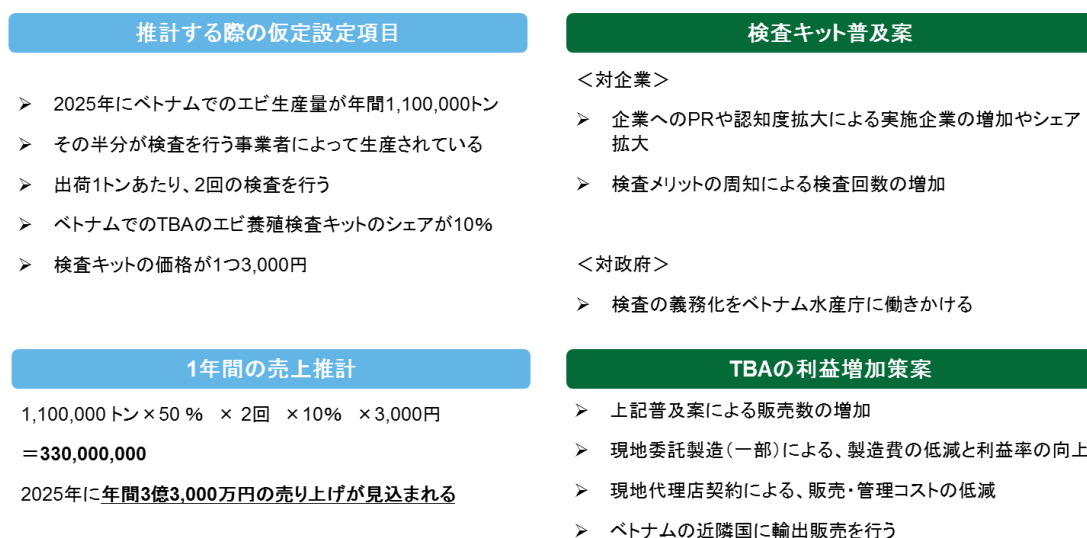 推計する際の仮定設定項目
➢ 2025年にベトナムでのエビ生産量が年間1,100,000トン
➢ その半分が検査を行う事業者によって生産されている
➢ 出荷1トンあたり、2回の検査を行う
➢ ベトナムでのTBAのエビ養殖検査キットのシェアが10%
➢ 検査キットの価格が1つ3,000円
検査キット普及案
＜対企業＞
➢ 企業へのPRや認知度拡大による実施企業の増加やシェア
拡大
➢ 検査メリットの周知による検査回数の増加
＜対政府＞
➢ 検査の義務化をベトナム水産庁に働きかける
1年間の売上推計
1,100,000 トン×50 % × 2回 ×10% ×3,000円
＝330,000,000
2025年に年間3億3,000万円の売り上げが見込まれる
TBAの利益増加策案
➢ 上記普及案による販売数の増加
➢ 現地委託製造（一部）による、製造費の低減と利益率の向上
➢ 現地代理店契約による、販売・管理コストの低減
➢ ベトナムの近隣国に輸出販売を行う